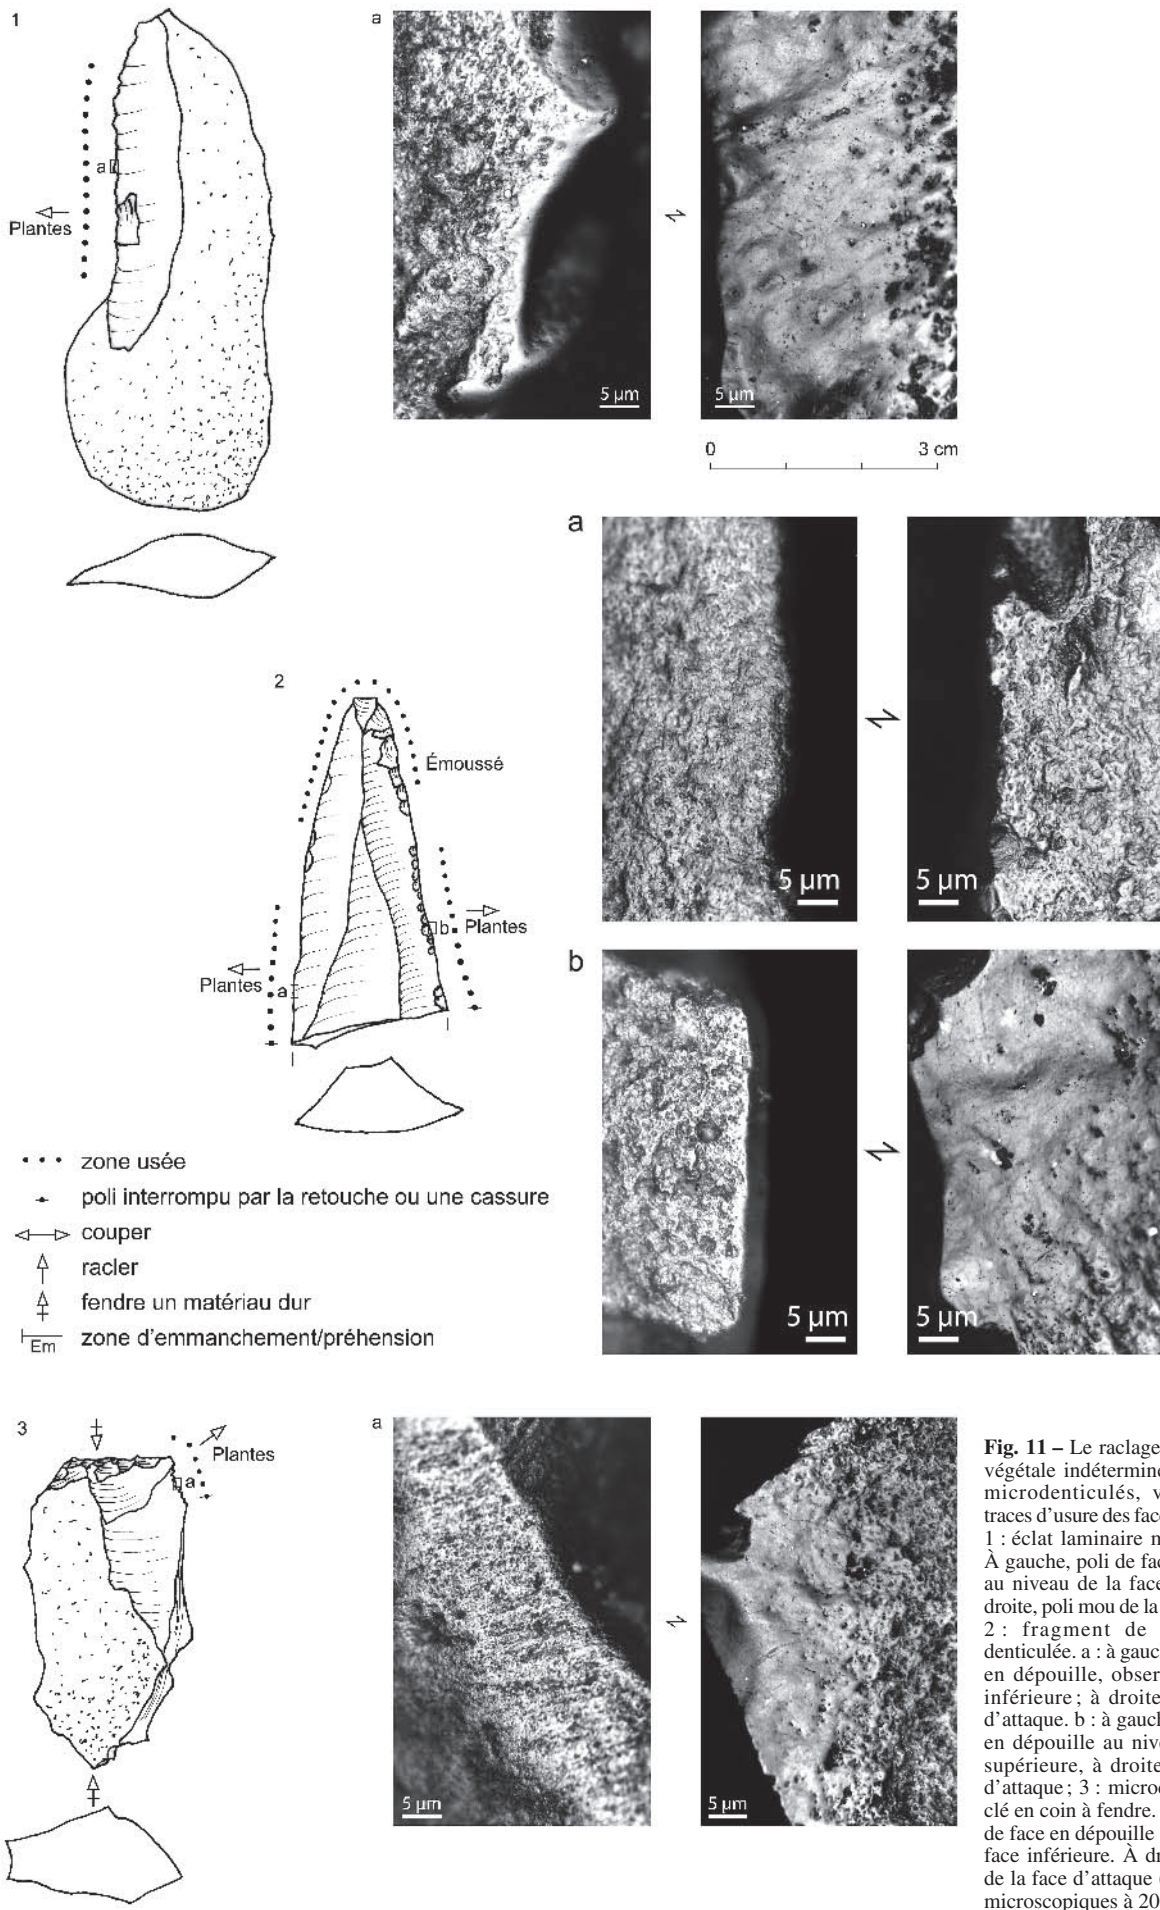 1
a
a
Plantes
5 µm
5 µm
0 3 cm
2
Émoussé
b
Plantes
Plantes
a
a
5 µm
5 µm
b
5 µm
5 µm
zone usée
poli interrompu par la retouche ou une cassure
couper
racler
fendre un matériau dur
Em zone d'emmanchement/préhension
3
Plantes
a
a
5 µm
5 µm
Fig. 11 – Le raclage
végétale indéterminé
microdenticulés, v
traces d'usure des face
1 : éclat laminaire m
À gauche, poli de fac
au niveau de la face
droite, poli mou de la
2 : fragment de
denticulée. a : à gauc
en dépouille, obser
inférieure ; à droite
d'attaque. b : à gauch
en dépouille au niv
supérieure, à droite
d'attaque ; 3 : micro
clé en coin à fendre.
de face en dépouille
face inférieure. À dr
de la face d'attaque
microscopiques à 20